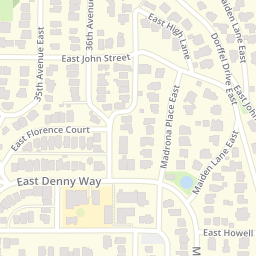 36th Avenue East
35th Avenue East
East High Lane
Maiden Lane East
Dorffel Drive East
East John Street
East John
Madrona Place East
East Florence Court
Maiden Lane East
East Denny Way
East Howell
M